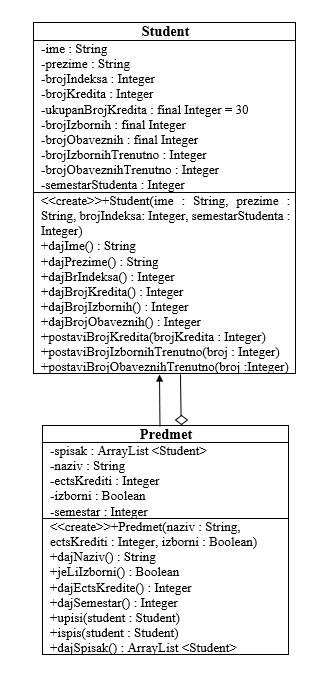 Student
-ime : String
-prezime : String
-brojIndeksa : Integer
-brojKredita : Integer
-ukupanBrojKredita : final Integer = 30
-brojIzbornih : final Integer
-brojObaveznih : final Integer
-brojIzbornihTrenutno : Integer
-brojObaveznihTrenutno : Integer
-semestarStudenta : Integer
<<create>>+Student(ime : String, prezime :
String, brojIndeksa: Integer, semestarStudenta :
Integer)
+dajIme() : String
+dajPrezime() : String
+dajBrIndeksa() : Integer
+dajBrojKredita() : Integer
+dajBrojIzbornih() : Integer
+dajBrojObaveznih() : Integer
+postaviBrojKredita(brojKredita : Integer)
+postaviBrojIzbornihTrenutno(broj : Integer)
+postaviBrojObaveznihTrenutno(broj :Integer)
Predmet
-spisak : ArrayList <Student>
-naziv : String
-ectsKrediti : Integer
-izborni : Boolean
-semestar : Integer
<<create>>+Predmet(naziv : String,
ectsKrediti : Integer, izborni : Boolean)
+dajNaziv() : String
+jeLiIzborni() : Boolean
+dajEctsKredite() : Integer
+dajSemestar() : Integer
+upisi(student : Student)
+ispis(student : Student)
+dajSpisak() : ArrayList <Student>